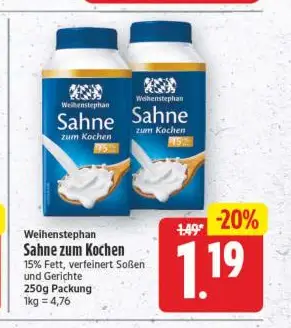 Weihenstephan
Sahne
zum Kochen
15%
Weihenstephan
Sahne
zum Kochen
15%
-20%
1.49*
1.19
Weihenstephan
Sahne zum Kochen
15% Fett, verfeinert Soßen
und Gerichte
250g Packung
1kg = 4,76